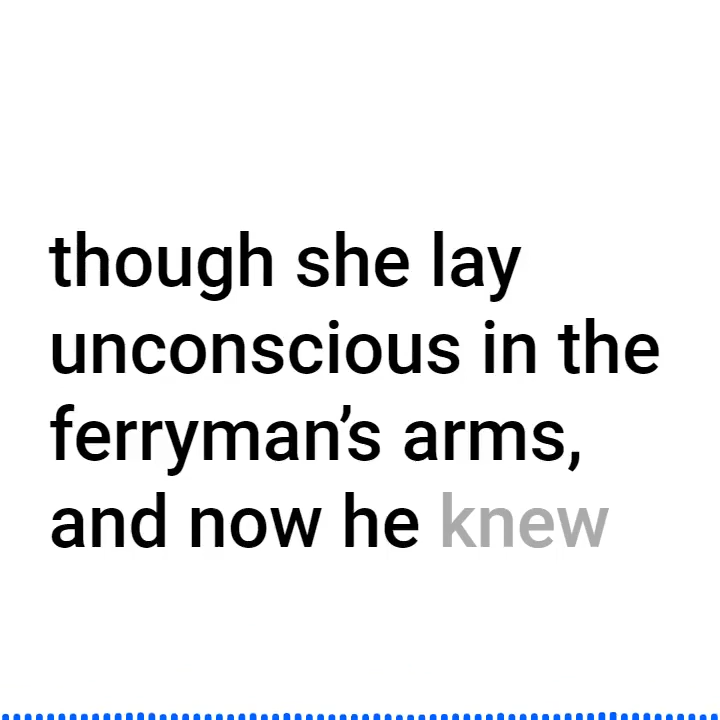 though she lay
unconscious in the
ferryman’s arms,
and now he knew